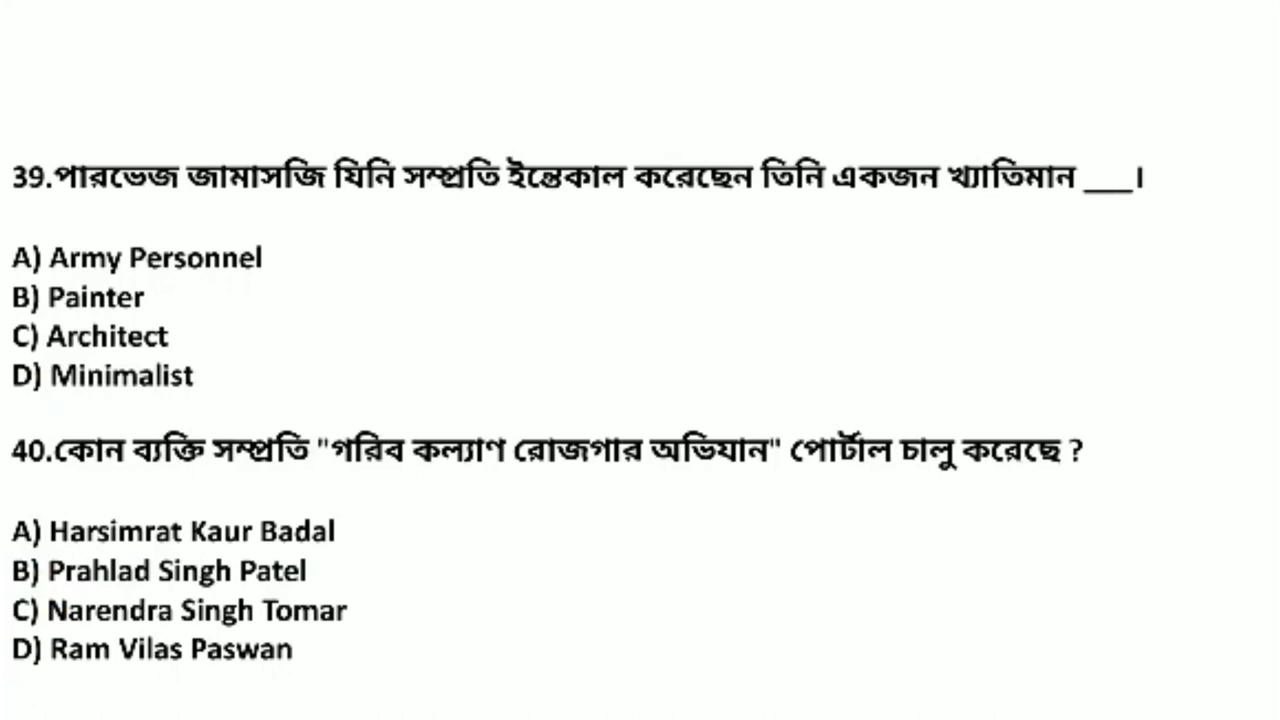 39.পারভেজ জামাসজি যিনি সম্প্রতি ইন্তেকাল করেছেন তিনি একজন খ্যাতিমান ___।
A) Army Personnel
B) Painter
C) Architect
D) Minimalist
40.কোন ব্যক্তি সম্প্রতি "গরিব কল্যাণ রোজগার অভিযান" পোর্টাল চালু করেছে ?
A) Harsimrat Kaur Badal
B) Prahlad Singh Patel
C) Narendra Singh Tomar
D) Ram Vilas Paswan